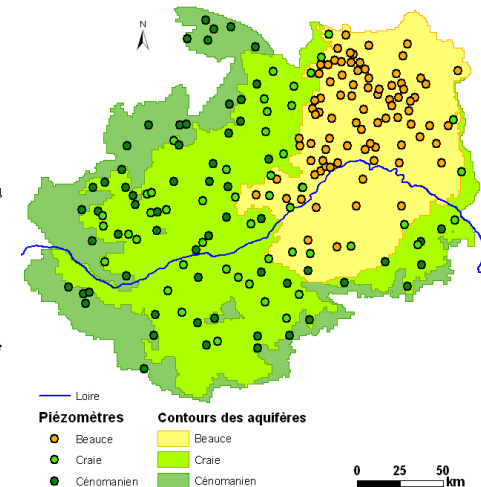 N
Loire
Piézomètres
Contours des aquifères
Beauce
Beauce
Craie
Craie
Cénomanien
Cénomanien
0 25 50
km